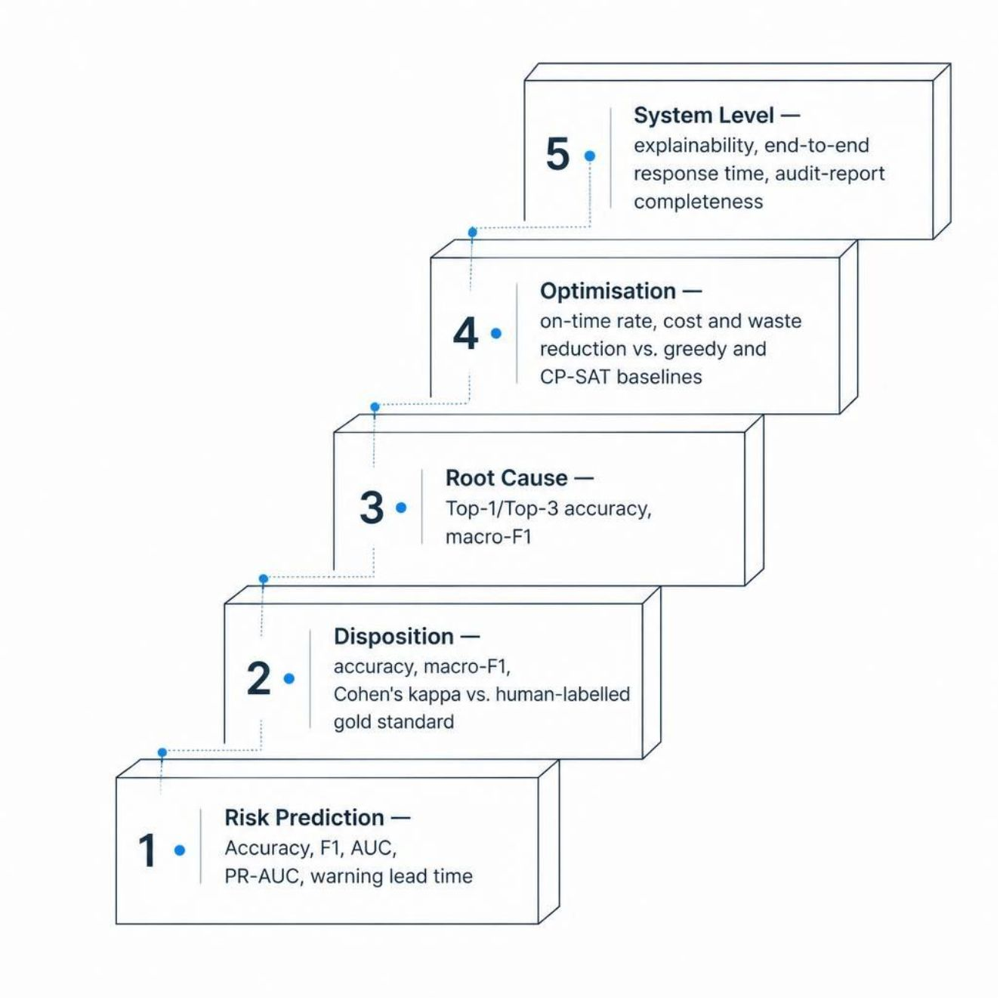 5
System Level —
explainability, end-to-end
response time, audit-report
completeness
4
Optimisation —
on-time rate, cost and waste
reduction vs. greedy and
CP-SAT baselines
3
Root Cause —
Top-1/Top-3 accuracy,
macro-F1
2
Disposition —
accuracy, macro-F1,
Cohen's kappa vs. human-labelled
gold standard
1
Risk Prediction —
Accuracy, F1, AUC,
PR-AUC, warning lead time